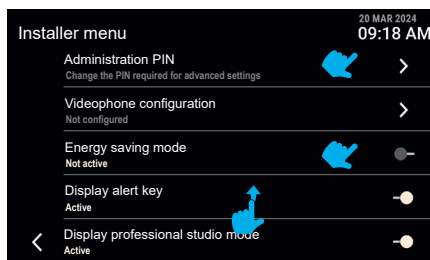 20 MAR 2024
Installer menu
09:18 AM
Administration PIN
Change the PIN required for advanced settings
Videophone configuration
Not configured
Energy saving mode
Not active
Display alert key
Active
Display professional studio mode
Active